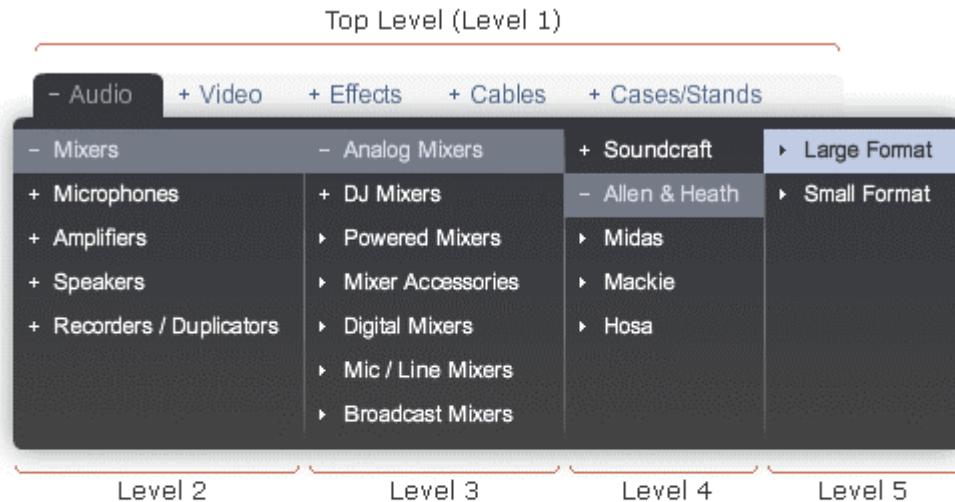 Top Level (Level 1)
− Audio + Video + Effects + Cables + Cases/Stands
− Mixers
+ Microphones
+ Amplifiers
+ Speakers
+ Recorders / Duplicators
− Analog Mixers
+ DJ Mixers
Powered Mixers
Mixer Accessories
Digital Mixers
Mic / Line Mixers
Broadcast Mixers
+ Soundcraft
− Allen & Heath
Midas
Mackie
Hosa
Large Format
Small Format
Level 2 Level 3 Level 4 Level 5